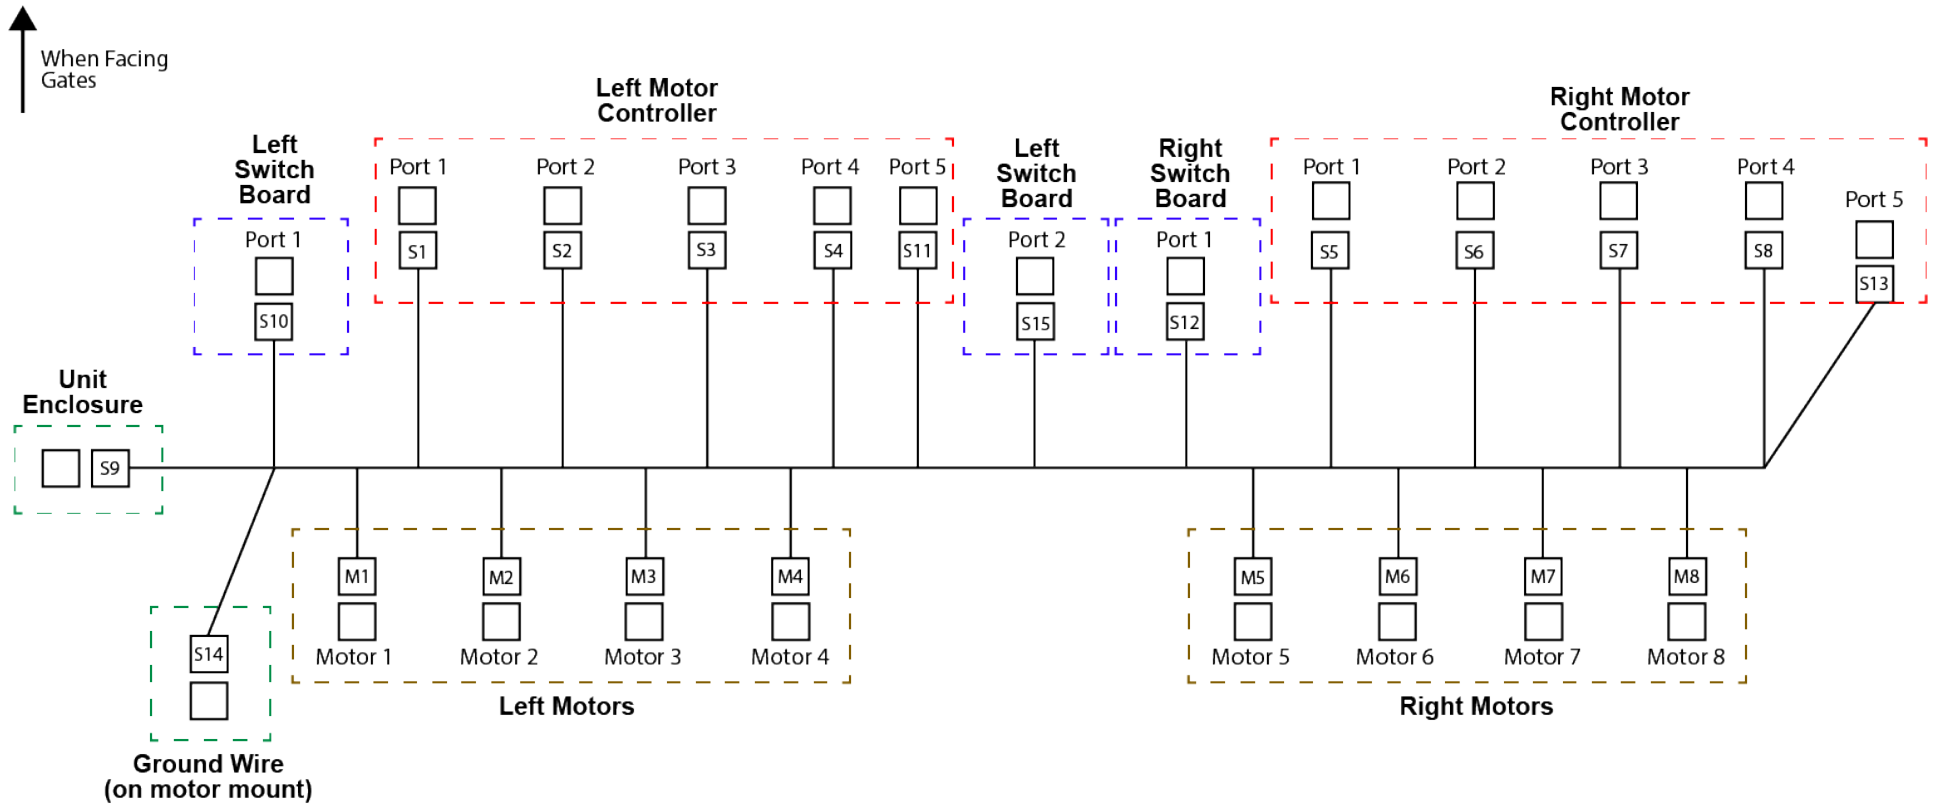 When Facing
Gates
Left Motor
Controller
Right Motor
Controller
Left
Switch
Board
Left
Switch
Board
Right
Switch
Board
Port 1
Port 2
Port 3
Port 4
Port 5
Port 1
Port 2
Port 3
Port 4
Port 5
Port 1
Port 2
Port 1
S1
S2
S3
S4
S11
S5
S6
S7
S8
S13
S10
S15
S12
Unit
Enclosure
S9
M1
M2
M3
M4
M5
M6
M7
M8
S14
Motor 1
Motor 2
Motor 3
Motor 4
Motor 5
Motor 6
Motor 7
Motor 8
Left Motors
Right Motors
Ground Wire
(on motor mount)